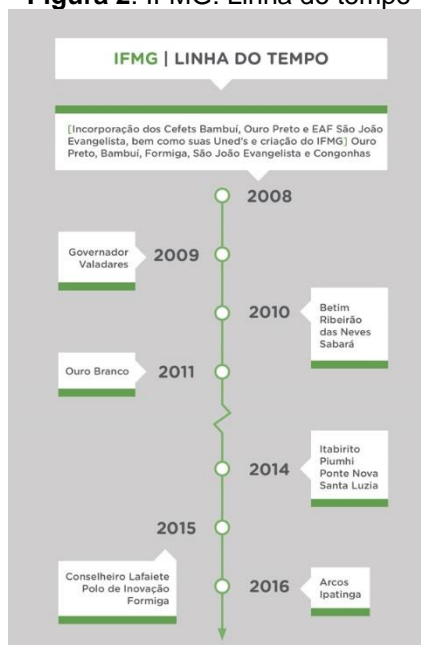 Figura 2. IFMG: Linha do tempo
IFMG | LINHA DO TEMPO
[Incorporação dos Cefets Bambuí, Ouro Preto e EAF São João
Evangelista, bem como suas Uned's e criação do IFMG] Ouro
Preto, Bambuí, Formiga, São João Evangelista e Congonhas
2008
Governador
Valadares
2009
2010
Betim
Ribeirão
das Neves
Sabará
Ouro Branco
2011
2014
Itabirito
Piumhi
Ponte Nova
Santa Luzia
2015
Conselheiro Lafaiete
Polo de Inovação
Formiga
2016
Arcos
Ipatinga